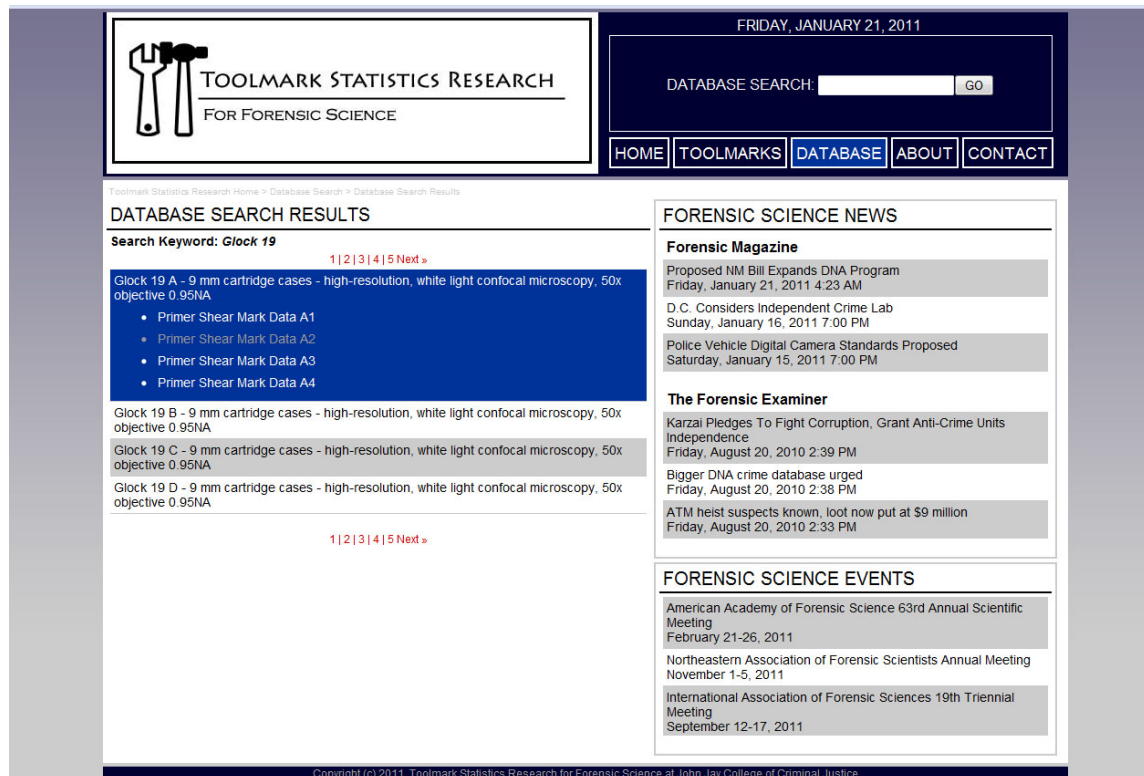 TOOLMARK STATISTICS RESEARCH
FOR FORENSIC SCIENCE
FRIDAY, JANUARY 21, 2011
DATABASE SEARCH:
GO
HOME
TOOLMARKS
DATABASE
ABOUT
CONTACT
Toolmark Statistics Research Home > Database Search > Database Search Results
DATABASE SEARCH RESULTS
Search Keyword: Glock 19
1 | 2 | 3 | 4 | 5 Next »
Glock 19 A - 9 mm cartridge cases - high-resolution, white light confocal microscopy, 50x
objective 0.95NA
• Primer Shear Mark Data A1
• Primer Shear Mark Data A2
• Primer Shear Mark Data A3
• Primer Shear Mark Data A4
Glock 19 B - 9 mm cartridge cases - high-resolution, white light confocal microscopy, 50x
objective 0.95NA
Glock 19 C - 9 mm cartridge cases - high-resolution, white light confocal microscopy, 50x
objective 0.95NA
Glock 19 D - 9 mm cartridge cases - high-resolution, white light confocal microscopy, 50x
objective 0.95NA
1 | 2 | 3 | 4 | 5 Next »
FORENSIC SCIENCE NEWS
Forensic Magazine
Proposed NM Bill Expands DNA Program
Friday, January 21, 2011 4:23 AM
D.C. Considers Independent Crime Lab
Sunday, January 16, 2011 7:00 PM
Police Vehicle Digital Camera Standards Proposed
Saturday, January 15, 2011 7:00 PM
The Forensic Examiner
Karzai Pledges To Fight Corruption, Grant Anti-Crime Units
Independence
Friday, August 20, 2010 2:39 PM
Bigger DNA crime database urged
Friday, August 20, 2010 2:38 PM
ATM heist suspects known, loot now put at $9 million
Friday, August 20, 2010 2:33 PM
FORENSIC SCIENCE EVENTS
American Academy of Forensic Science 63rd Annual Scientific
Meeting
February 21-26, 2011
Northeastern Association of Forensic Scientists Annual Meeting
November 1-5, 2011
International Association of Forensic Sciences 19th Triennial
Meeting
September 12-17, 2011
Copyright (c) 2011, Toolmark Statistics Research for Forensic Science at John Jay College of Criminal Justice